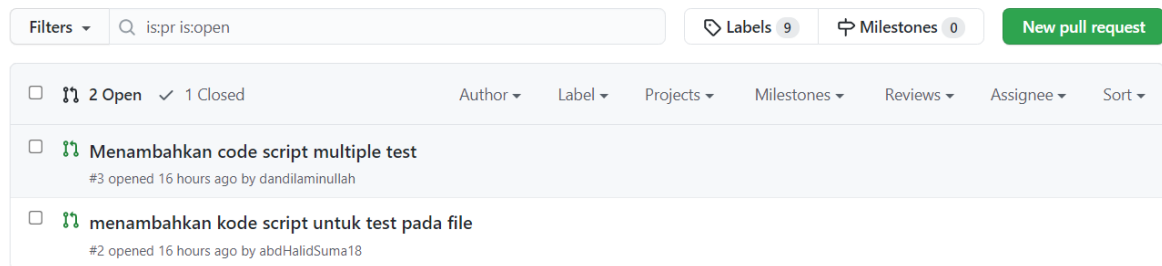 Filters is:pr is:open Labels 9 Milestones 0 New pull request
2 Open 1 Closed Author Label Projects Milestones Reviews Assignee Sort
Menambahkan code script multiple test
#3 opened 16 hours ago by dandilaminullah
menambahkan kode script untuk test pada file
#2 opened 16 hours ago by abdHalidSuma18